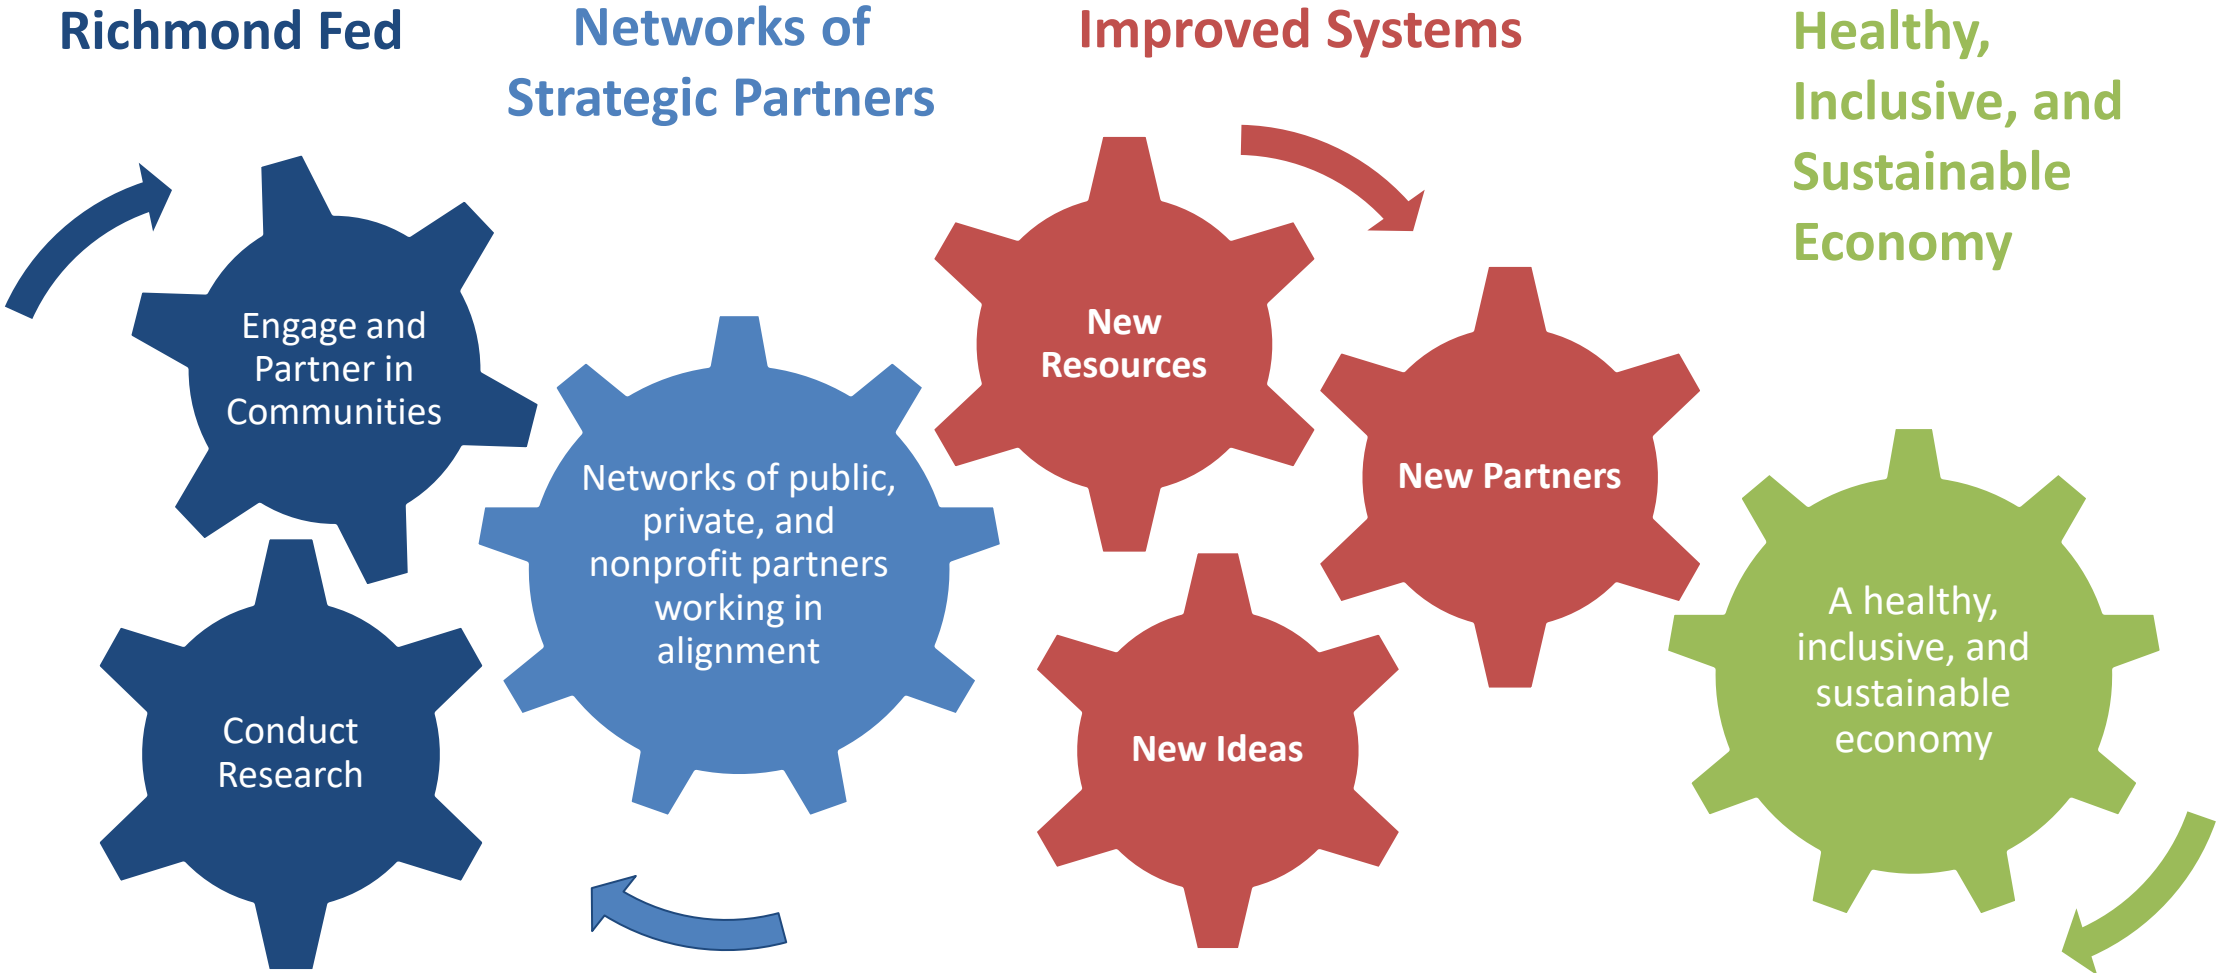 Richmond Fed
Networks of
Strategic Partners
Improved Systems
Healthy,
Inclusive, and
Sustainable
Economy
Engage and
Partner in
Communities
Conduct
Research
Networks of public,
private, and
nonprofit partners
working in
alignment
New
Resources
New Partners
New Ideas
A healthy,
inclusive, and
sustainable
economy